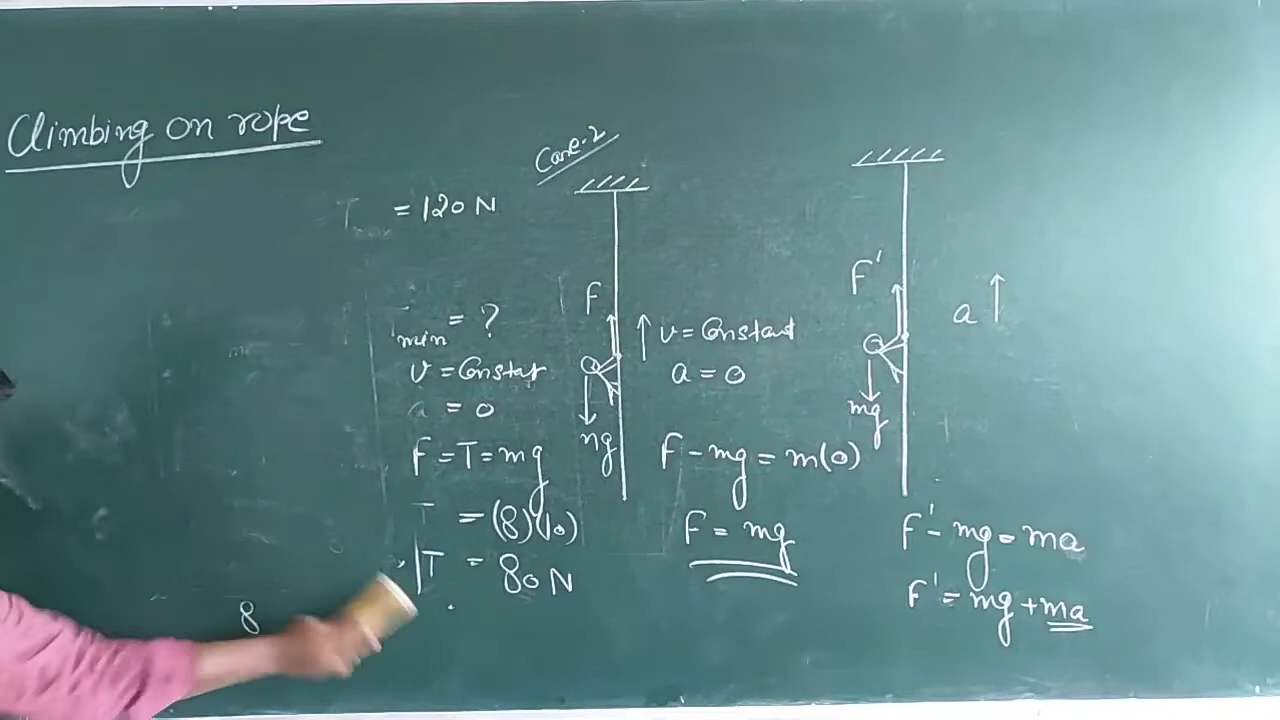 Climbing on rope
T = 120 N
min = ?
v = Constat
a = 0
F = T = mg
T = (8)(10)
T = 80 N
8
Case-2
F
mg
v = Constant
a = 0
F - mg = m(0)
F = mg
F'
a
mg
F' - mg = ma
F' = mg + ma